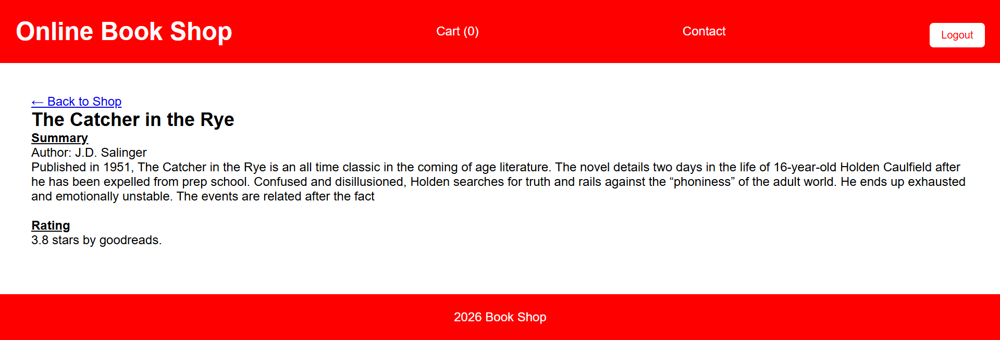 Online Book Shop
Cart (0)
Contact
Logout
← Back to Shop
The Catcher in the Rye
Summary
Author: J.D. Salinger
Published in 1951, The Catcher in the Rye is an all time classic in the coming of age literature. The novel details two days in the life of 16-year-old Holden Caulfield after
he has been expelled from prep school. Confused and disillusioned, Holden searches for truth and rails against the “phoniness” of the adult world. He ends up exhausted
and emotionally unstable. The events are related after the fact
Rating
3.8 stars by goodreads.
2026 Book Shop